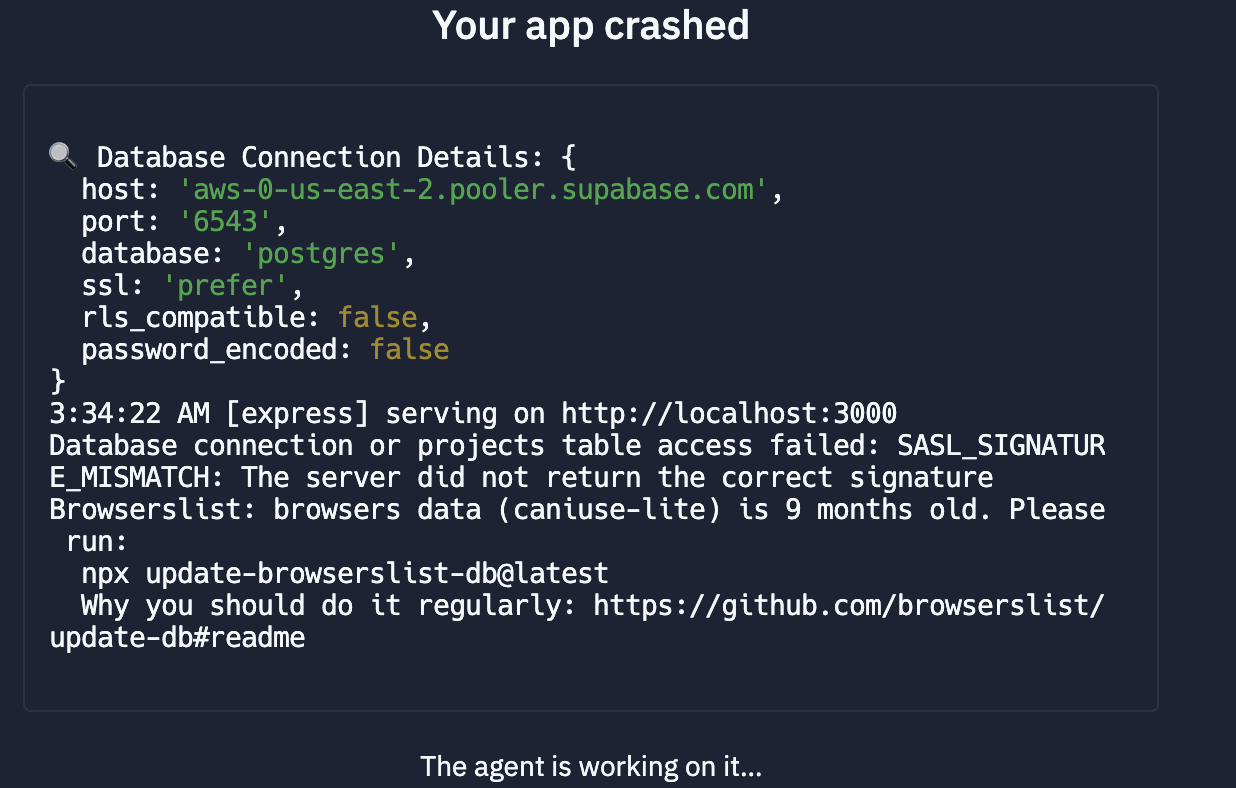 Your app crashed
🔍 Database Connection Details: {
  host: 'aws-0-us-east-2.pooler.supabase.com',
  port: '6543',
  database: 'postgres',
  ssl: 'prefer',
  rls_compatible: false,
  password_encoded: false
}
3:34:22 AM [express] serving on http://localhost:3000
Database connection or projects table access failed: SASL_SIGNATUR
E_MISMATCH: The server did not return the correct signature
Browserslist: browsers data (caniuse-lite) is 9 months old. Please
 run:
  npx update-browserslist-db@latest
  Why you should do it regularly: https://github.com/browserslist/
update-db#readme
The agent is working on it...